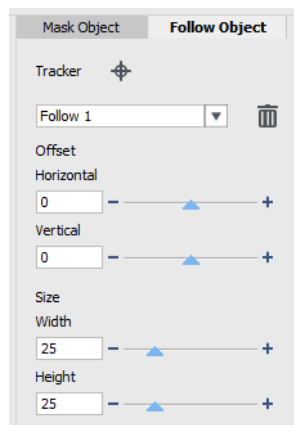 Mask Object Follow Object
Tracker
Follow 1
Offset
Horizontal
0 - +
Vertical
0 - +
Size
Width
25 - +
Height
25 - +